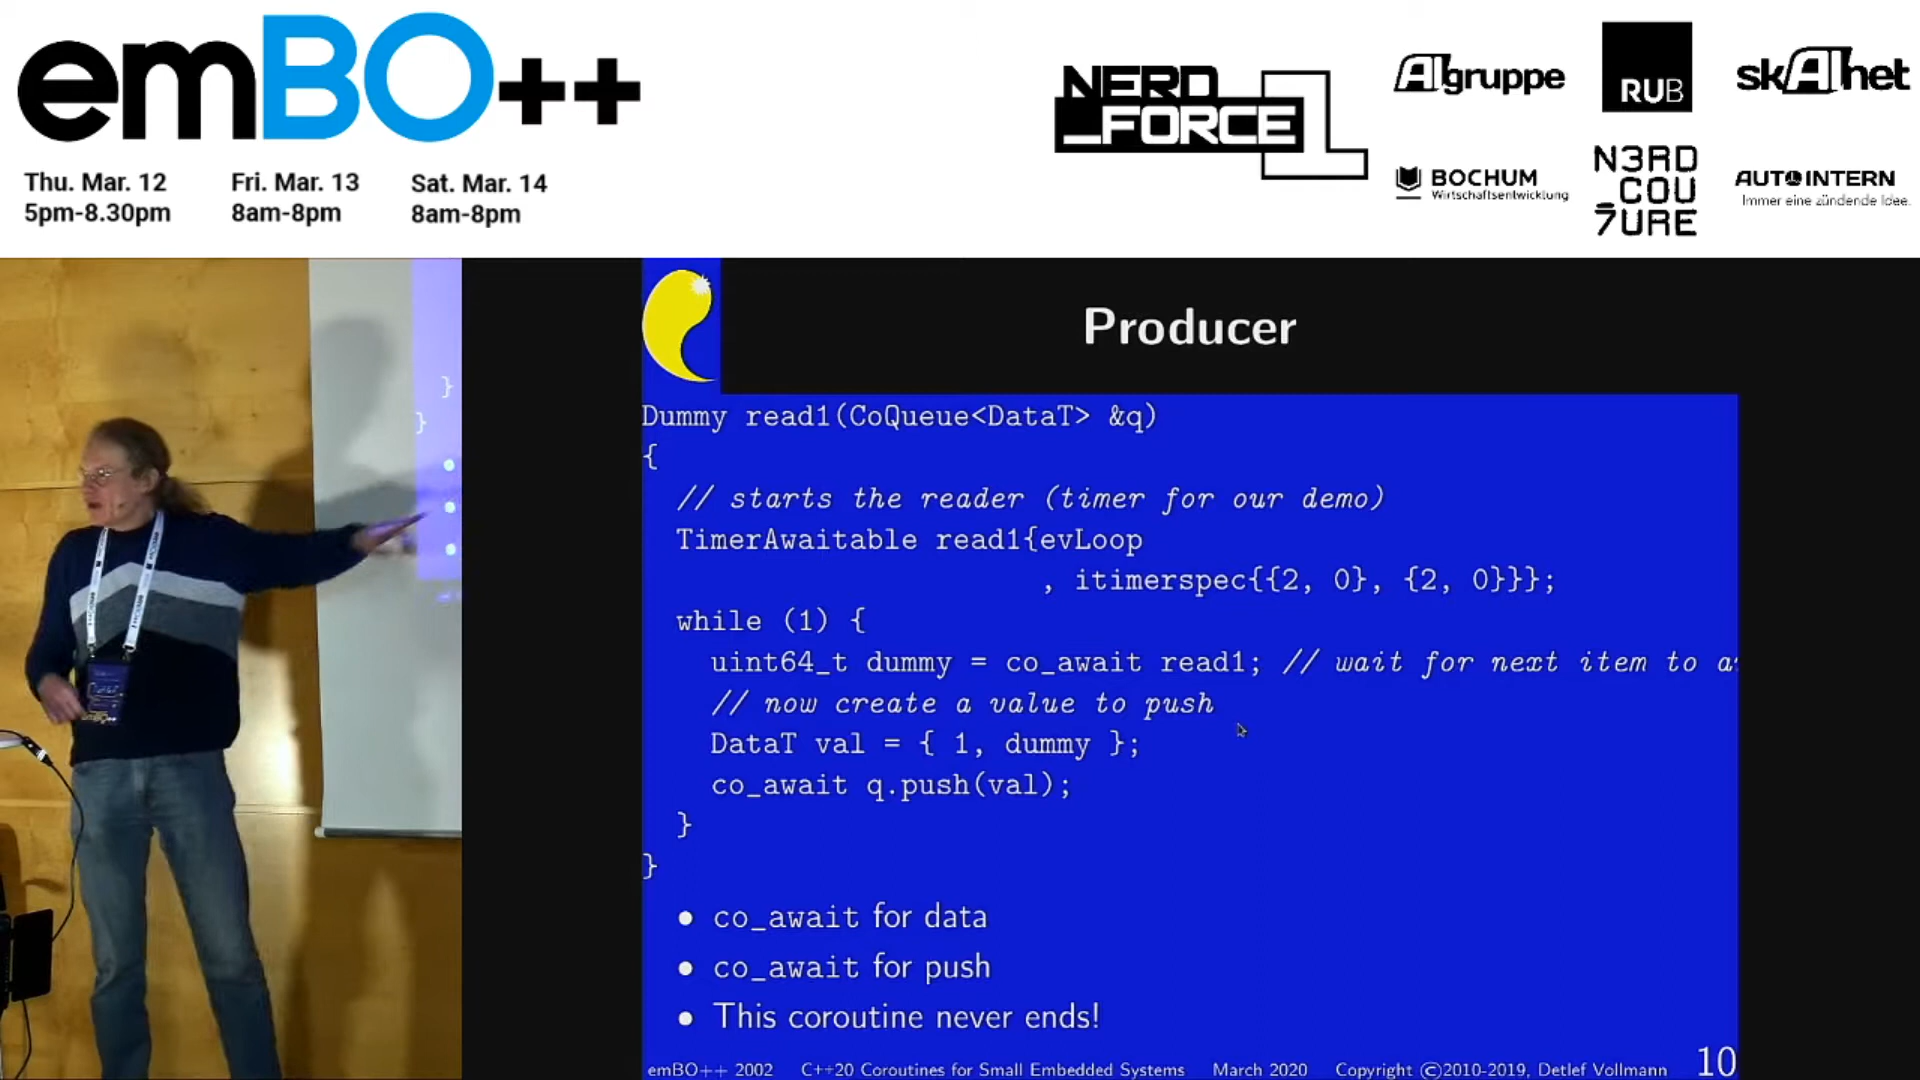 emBO++
Thu. Mar. 12
5pm-8.30pm
Fri. Mar. 13
8am-8pm
Sat. Mar. 14
8am-8pm
NERD
_FORCE
1
AIgruppe
RUB
skAIhet
BOCHUM
Wirtschaftsentwicklung
N3RD
_COU
7URE
AUTOINTERN
Immer eine zündende Idee.
}
}
Producer
Dummy read1(CoQueue<DataT> &q)
{
// starts the reader (timer for our demo)
TimerAwaitable read1{evLoop
, itimerspec{{2, 0}, {2, 0}}};
while (1) {
uint64_t dummy = co_await read1; // wait for next item to a
// now create a value to push
DataT val = { 1, dummy };
co_await q.push(val);
}
}
• co_await for data
• co_await for push
• This coroutine never ends!
emBO++ 2002 C++20 Coroutines for Small Embedded Systems March 2020 Copyright ©2010-2019, Detlef Vollmann 10